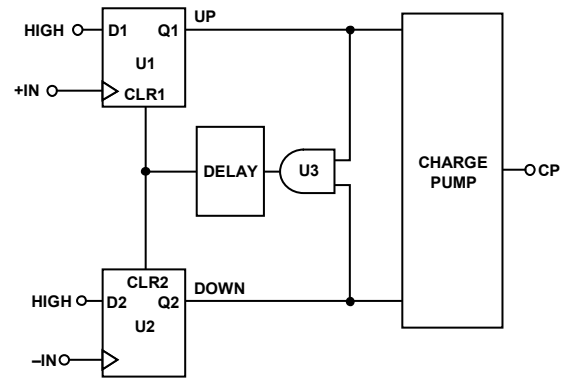 UP
HIGH D1 Q1
U1
+IN
CLR1
DELAY
U3
CHARGE
PUMP
CP
CLR2
DOWN
HIGH D2 Q2
U2
–IN